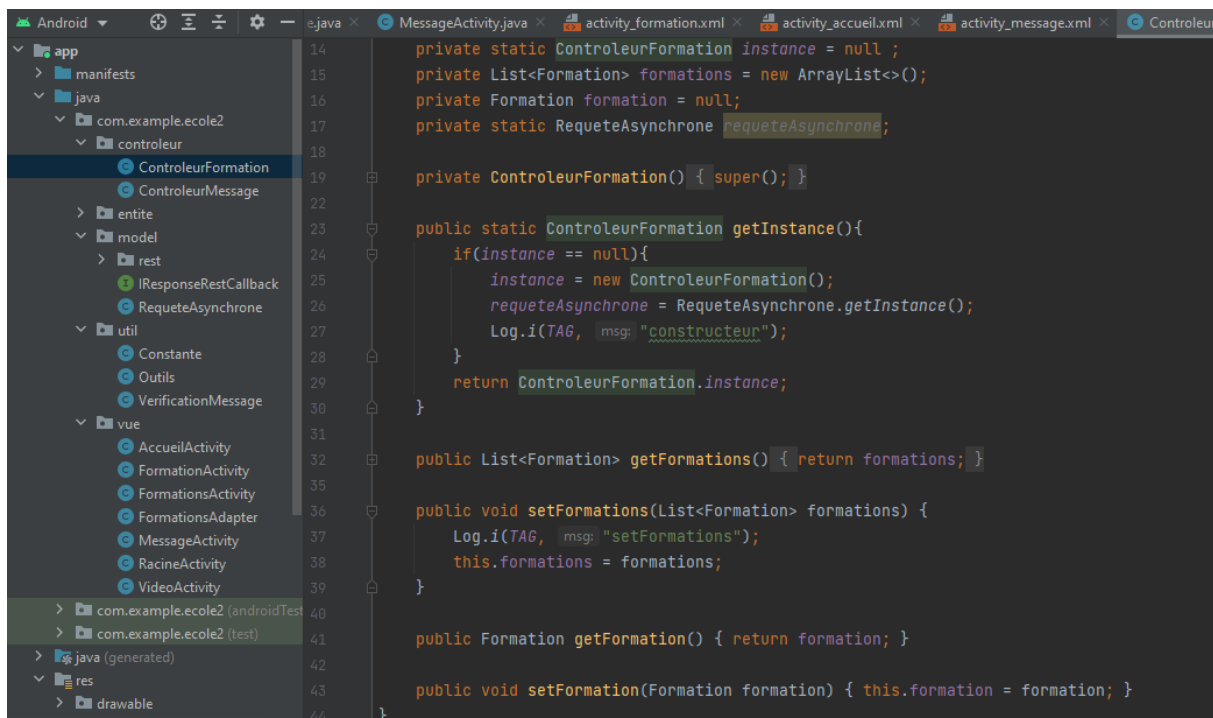 Android
e.java
MessageActivity.java
activity_formation.xml
activity_accueil.xml
activity_message.xml
Controleur
app
manifests
java
com.example.ecole2
controleur
ControleurFormation
ControleurMessage
entite
model
rest
IResponseRestCallback
RequeteAsynchrone
util
Constante
Outils
VerificationMessage
vue
AccueilActivity
FormationActivity
FormationsActivity
FormationsAdapter
MessageActivity
RacineActivity
VideoActivity
com.example.ecole2 (androidTest
com.example.ecole2 (test)
java (generated)
res
drawable
14 private static ControleurFormation instance = null ;
15 private List<Formation> formations = new ArrayList<>();
16 private Formation formation = null;
17 private static RequeteAsynchrone requeteAsynchrone;
18
19 private ControleurFormation() { super(); }
22
23 public static ControleurFormation getInstance(){
24 if(instance == null){
25 instance = new ControleurFormation();
26 requeteAsynchrone = RequeteAsynchrone.getInstance();
27 Log.i(TAG, msg: "constructeur");
28 }
29 return ControleurFormation.instance;
30 }
31
32 public List<Formation> getFormations() { return formations; }
35
36 public void setFormations(List<Formation> formations) {
37 Log.i(TAG, msg: "setFormations");
38 this.formations = formations;
39 }
40
41 public Formation getFormation() { return formation; }
42
43 public void setFormation(Formation formation) { this.formation = formation; }
44 }